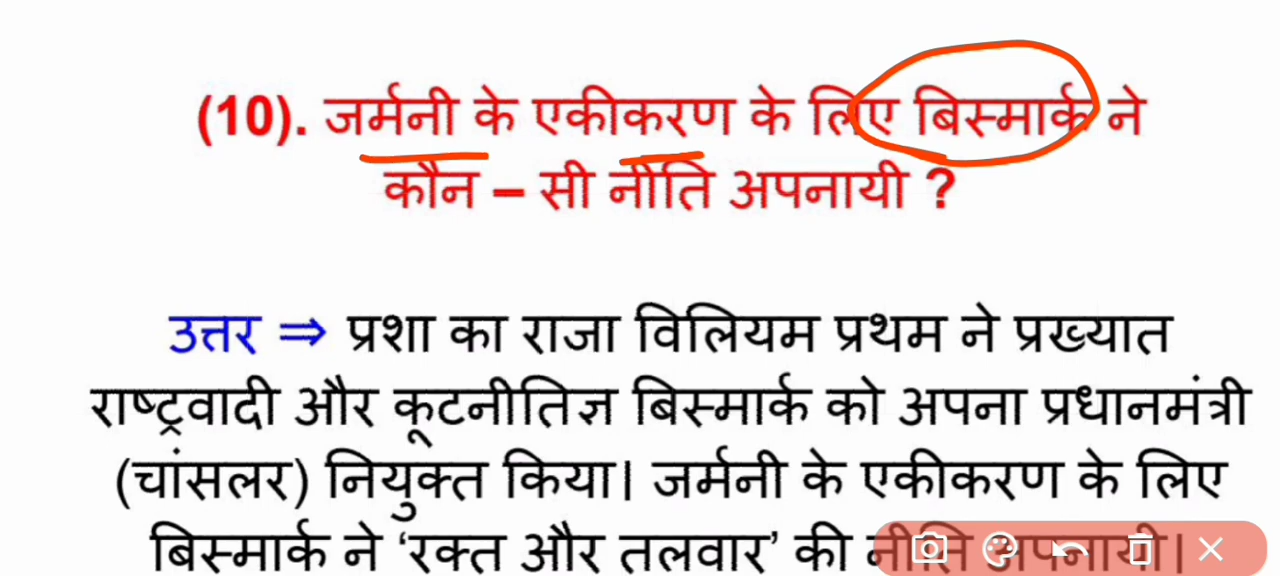 (10). जर्मनी के एकीकरण के लिए बिस्मार्क ने
कौन – सी नीति अपनायी ?
उत्तर ⇒ प्रशा का राजा विलियम प्रथम ने प्रख्यात
राष्ट्रवादी और कूटनीतिज्ञ बिस्मार्क को अपना प्रधानमंत्री
(चांसलर) नियुक्त किया। जर्मनी के एकीकरण के लिए
बिस्मार्क ने ‘रक्त और तलवार’ की नीति अपनायी।